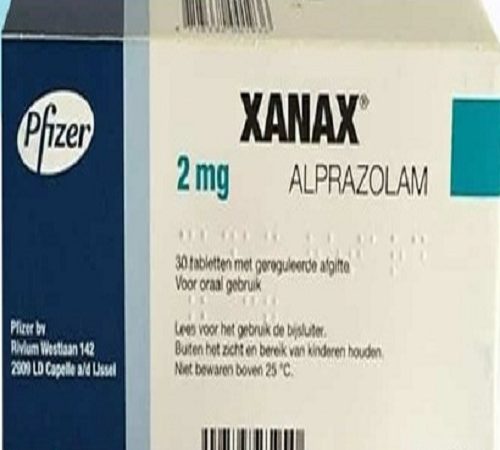 Pfizer
XANAX®
2 mg
ALPRAZOLAM
30 tabletten met gereguleerde afgifte
Voor oraal gebruik
Lees voor het gebruik de bijsluiter.
Buiten het zicht en bereik van kinderen houden.
Niet bewaren boven 25 °C.
Pfizer bv
Rivium Westlaan 142
2909 LD Capelle a/d IJssel